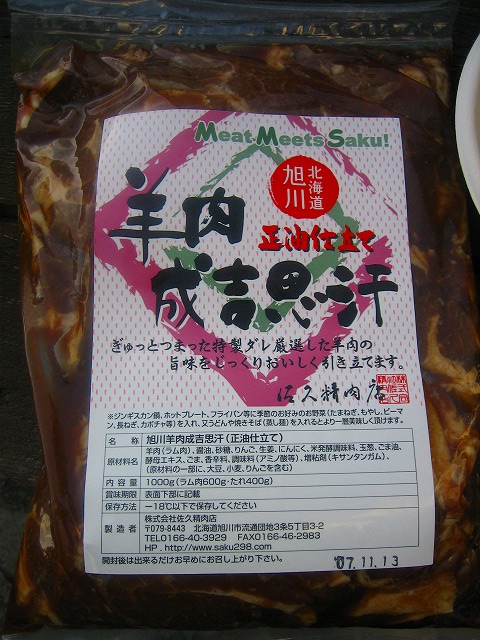 Meat Meets Saku!
北海道
旭川
羊肉
正油仕立て
成吉思汗
ぎゅっとつまった特製ダレ厳選した羊肉の
旨味をじっくりおいしく引き立てます。
佐久精肉店
※ジンギスカン鍋、ホットプレート、フライパン等に季節のお好みのお野菜(たまねぎ、もやし、ピーマ
ン、長ねぎ、カボチャ等)を入れ、又うどんや焼きそば(蒸し麺)を入れるとより一層美味しく頂けます。
名称 旭川羊肉成吉思汗(正油仕立て)
原材料名 羊肉(ラム肉)、醤油、砂糖、りんご、生姜、にんにく、米発酵調味料、玉葱、ごま油、
酵母エキス、ごま、香辛料、調味料(アミノ酸等)、増粘剤(キサンタンガム)、
(原材料の一部に、大豆、小麦、りんごを含む)
内容量 1000g(ラム肉600g・たれ400g)
賞味期限 表面下部に記載
保存方法 −18℃以下で保存してください
製造者 株式会社佐久精肉店
〒079-8443 北海道旭川市流通団地3条5丁目3-2
TEL0166-40-3929 FAX0166-46-2983
HP.http://www.saku298.com
開封後は出来るだけお早めにお召し上がり下さい。
'07.11.13